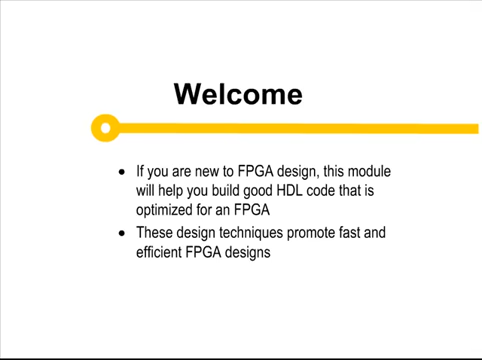 Welcome
• If you are new to FPGA design, this module
will help you build good HDL code that is
optimized for an FPGA
• These design techniques promote fast and
efficient FPGA designs